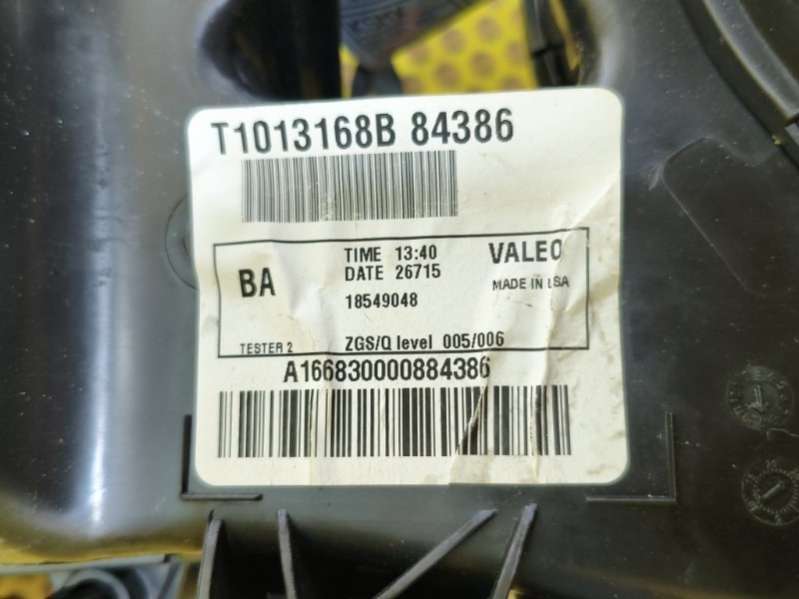 T1013168B 84386
BA
TIME 13:40
DATE 26715
18549048
VALEO
MADE IN USA
TESTER 2
ZGS/Q level 005/006
A166830000884386